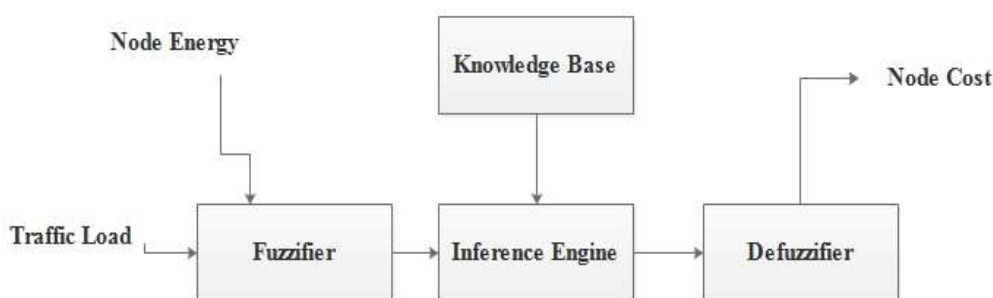 Node Energy
Knowledge Base
Node Cost
Traffic Load
Fuzzifier
Inference Engine
Defuzzifier